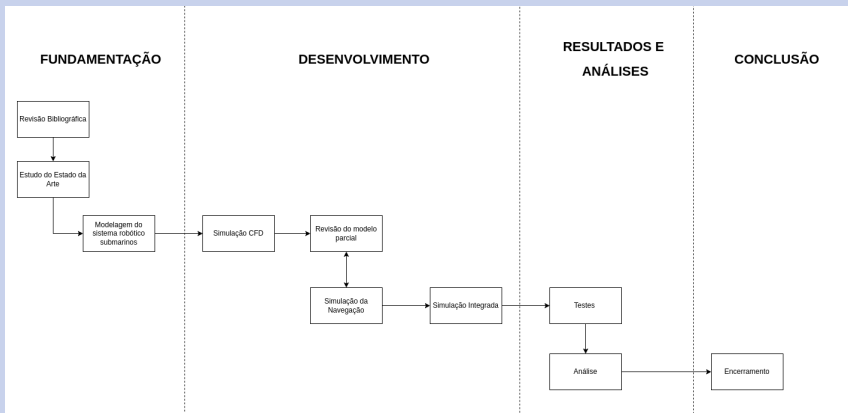 FUNDAMENTAÇÃO
DESENVOLVIMENTO
RESULTADOS E
ANÁLISES
CONCLUSÃO
Revisão Bibliográfica
Estudo do Estado da
Arte
Modelagem do
sistema robótico
submarinos
Simulação CFD
Revisão do modelo
parcial
Simulação da
Navegação
Simulação Integrada
Testes
Análise
Encerramento